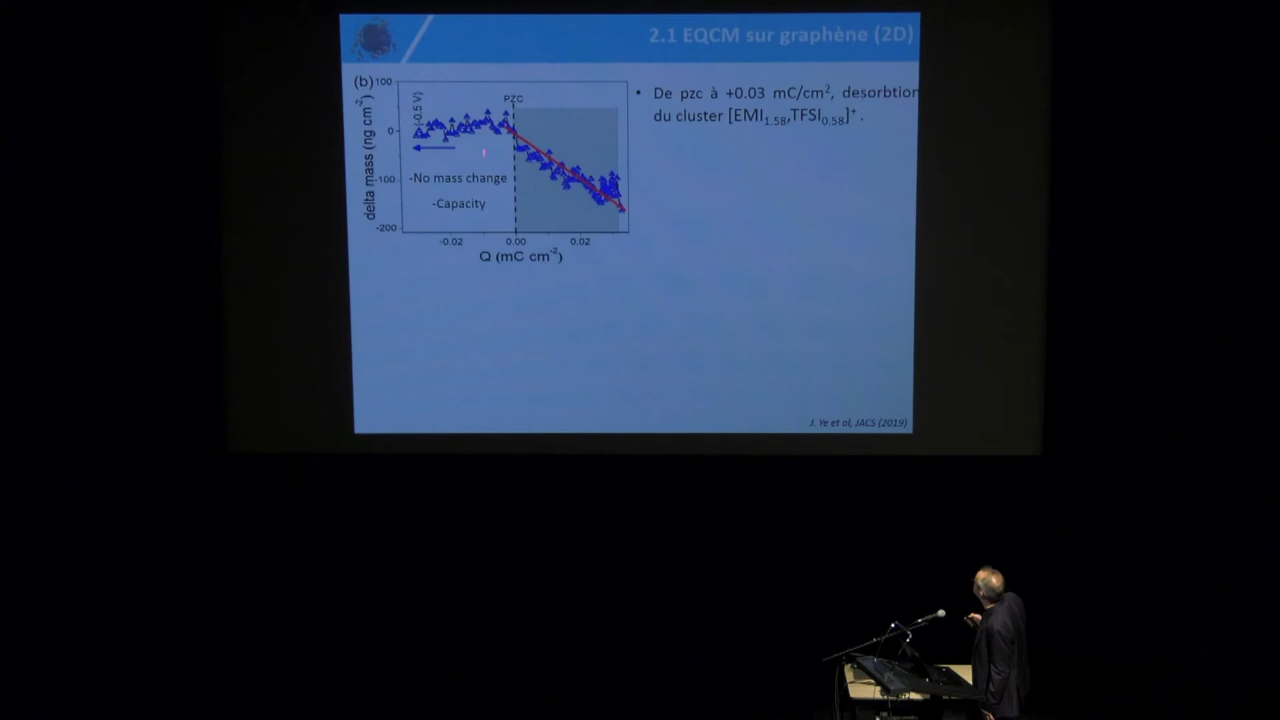 2.1 EQCM sur graphène (2D)
(b)
100
0
-100
-200
delta mass (ng cm⁻²)
(-0.5 V)
PZC
-No mass change
-Capacity
-0.02 0.00 0.02
Q (mC cm⁻²)
• De pzc à +0.03 mC/cm², desorbtion
du cluster [EMI₁.₅₈,TFSI₀.₅₈]⁺ .
J. Ye et al, JACS (2019)